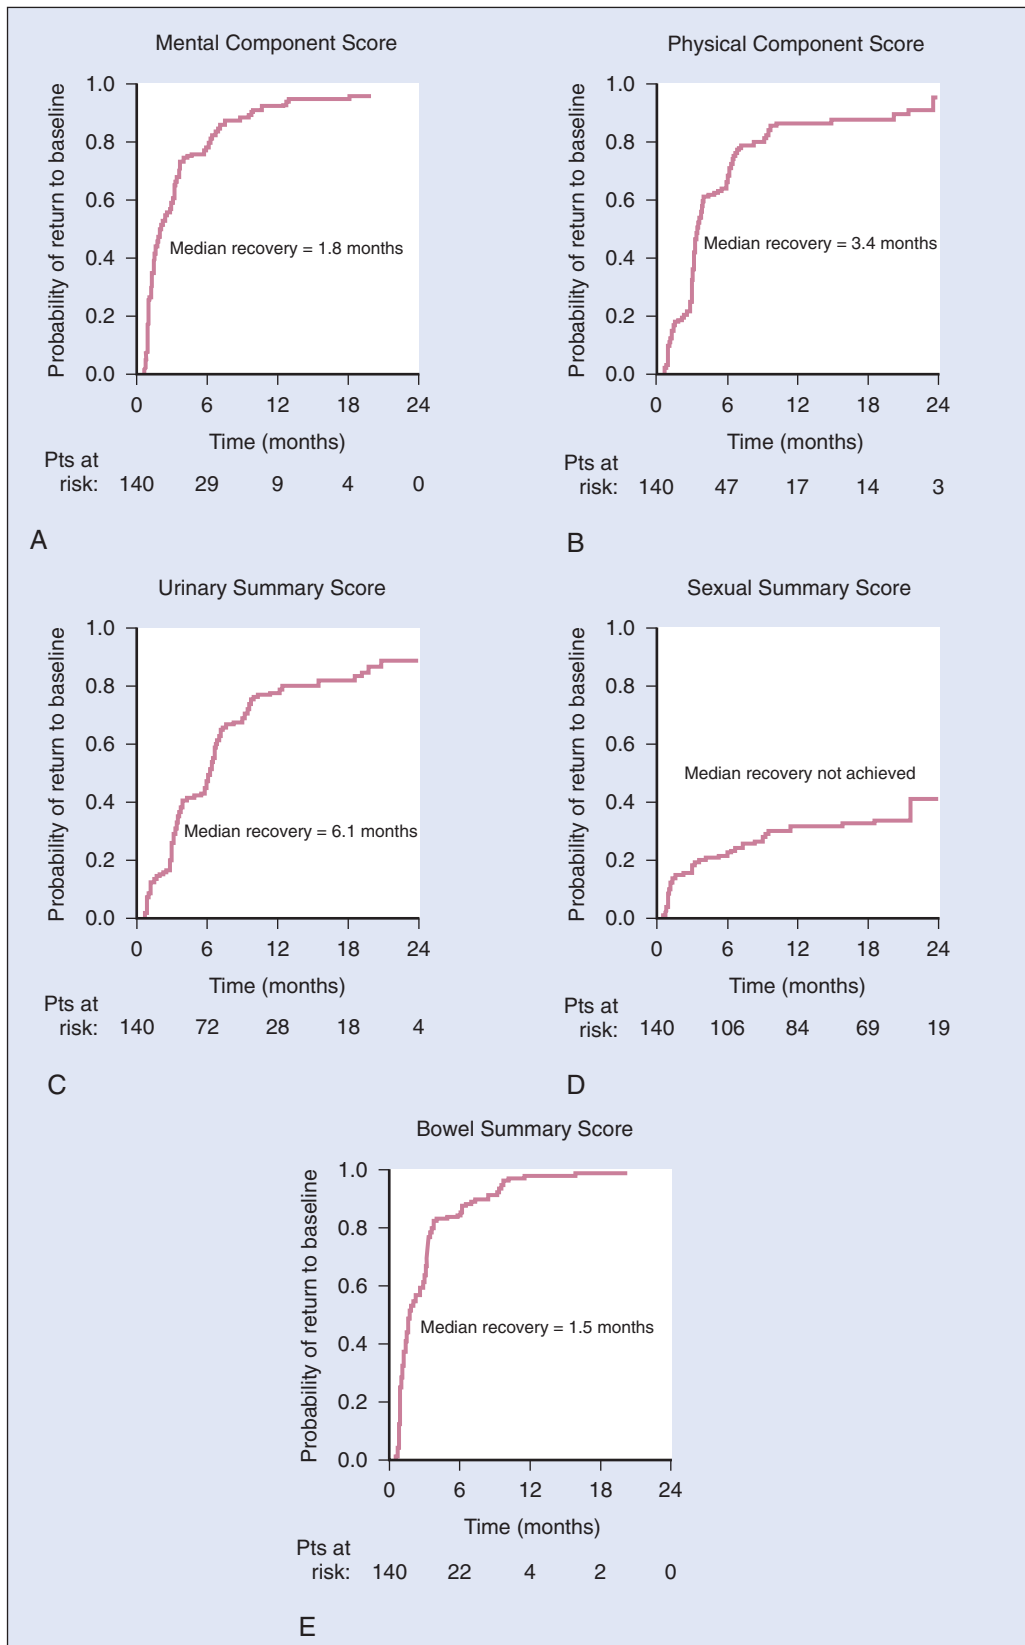 Mental Component Score
Probability of return to baseline
1.0
0.8
0.6
0.4
0.2
0.0
Median recovery = 1.8 months
0 6 12 18 24
Time (months)
Pts at
risk: 140 29 9 4 0
A
Physical Component Score
Probability of return to baseline
1.0
0.8
0.6
0.4
0.2
0.0
Median recovery = 3.4 months
0 6 12 18 24
Time (months)
Pts at
risk: 140 47 17 14 3
B
Urinary Summary Score
Probability of return to baseline
1.0
0.8
0.6
0.4
0.2
0.0
Median recovery = 6.1 months
0 6 12 18 24
Time (months)
Pts at
risk: 140 72 28 18 4
C
Sexual Summary Score
Probability of return to baseline
1.0
0.8
0.6
0.4
0.2
0.0
Median recovery not achieved
0 6 12 18 24
Time (months)
Pts at
risk: 140 106 84 69 19
D
Bowel Summary Score
Probability of return to baseline
1.0
0.8
0.6
0.4
0.2
0.0
Median recovery = 1.5 months
0 6 12 18 24
Time (months)
Pts at
risk: 140 22 4 2 0
E